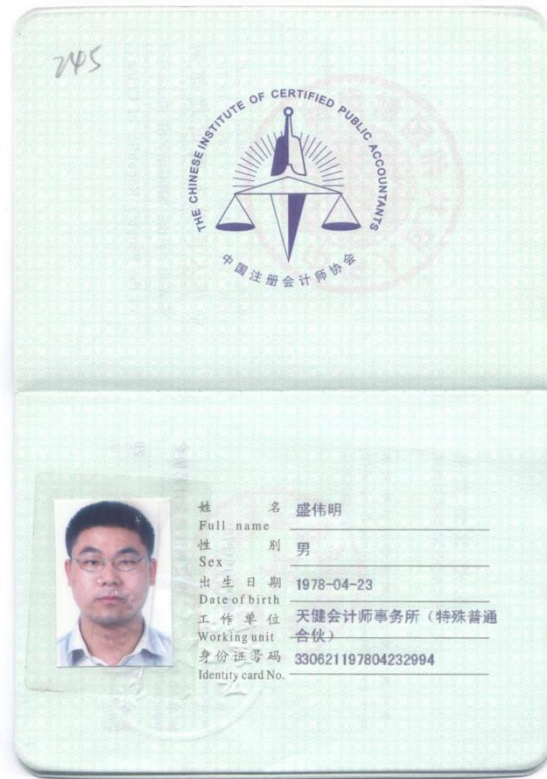 245
THE CHINESE INSTITUTE OF CERTIFIED PUBLIC ACCOUNTANTS
中国注册会计师协会
姓 名 盛伟明
Full name
性 别 男
Sex
出生日期 1978-04-23
Date of birth
工作单位 天健会计师事务所（特殊普通
Working unit 合伙）
身份证号码 330621197804232994
Identity card No.